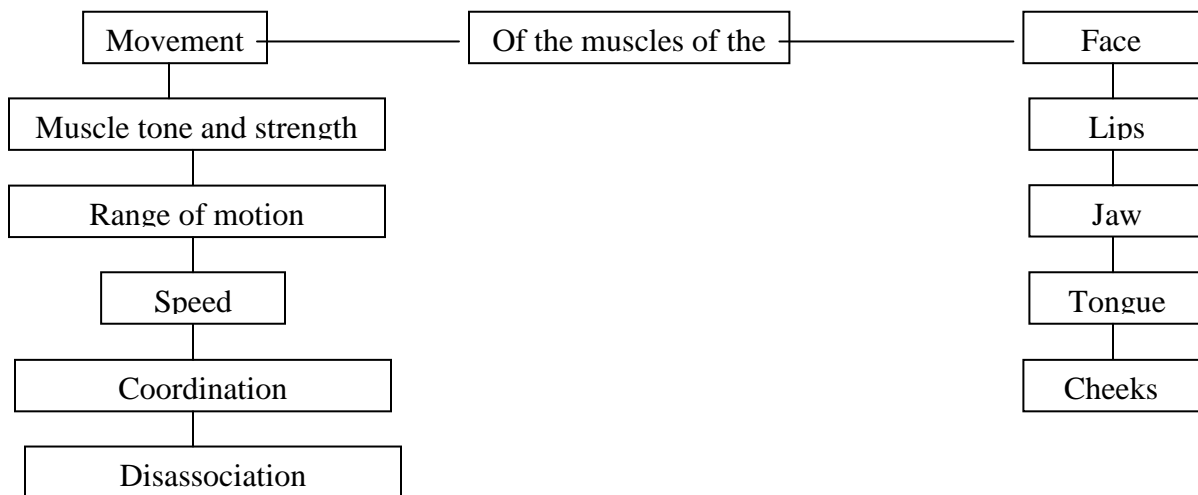 Movement
Of the muscles of the
Face
Muscle tone and strength
Lips
Range of motion
Jaw
Speed
Tongue
Coordination
Cheeks
Disassociation